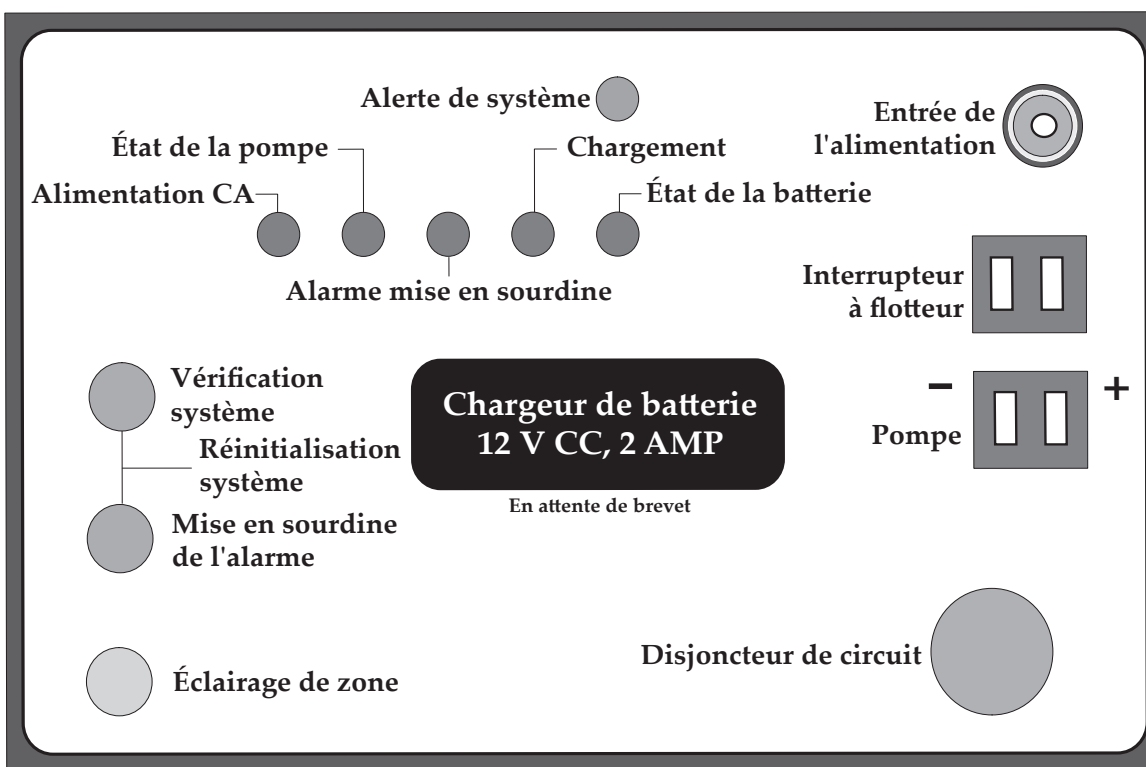 Alerte de système
État de la pompe
Chargement
Alimentation CA
État de la batterie
Alarme mise en sourdine
Entrée de
l'alimentation
Interrupteur
à flotteur
Vérification
système
Réinitialisation
système
Mise en sourdine
de l'alarme
Chargeur de batterie
12 V CC, 2 AMP
En attente de brevet
– +
Pompe
Éclairage de zone
Disjoncteur de circuit